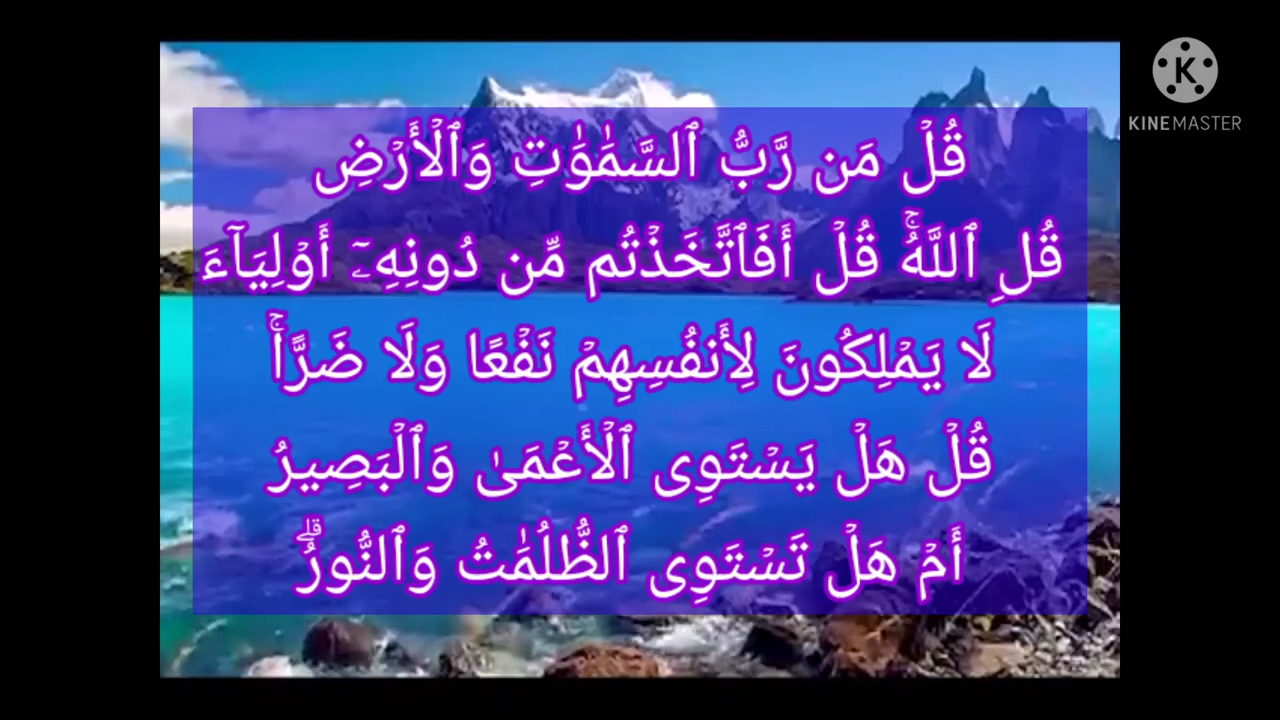 قُلۡ مَن رَّبُّ ٱلسَّمَٰوَٰتِ وَٱلۡأَرۡضِ
قُلِ ٱللَّهُۚ قُلۡ أَفَٱتَّخَذۡتُم مِّن دُونِهِۦٓ أَوۡلِيَآءَ
لَا يَمۡلِكُونَ لِأَنفُسِهِمۡ نَفۡعٗا وَلَا ضَرّٗاۚ
قُلۡ هَلۡ يَسۡتَوِى ٱلۡأَعۡمَىٰ وَٱلۡبَصِيرُ
أَمۡ هَلۡ تَسۡتَوِى ٱلظُّلُمَٰتُ وَٱلنُّورُۗ
K
KINEMASTER